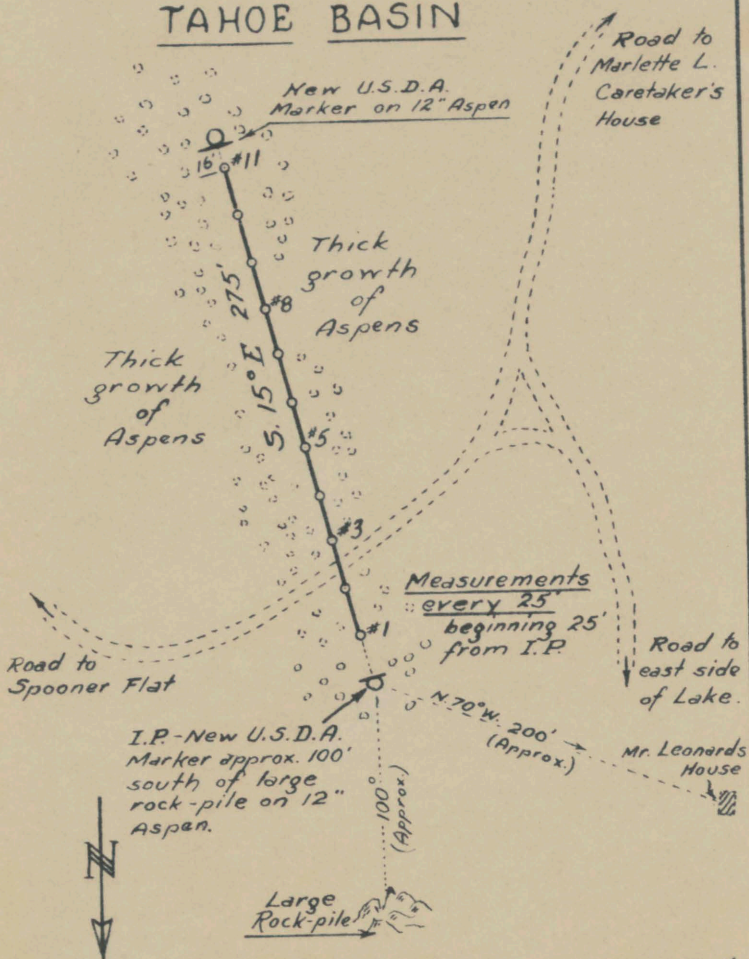 TAHOE BASIN
New U.S.D.A.
Marker on 12" Aspen
Road to
Marlette L.
Caretaker's
House
16'
#11
Thick
growth
of
Aspens
#8
S. 15° E 275'
Thick
growth
of
Aspens
#5
#3
Measurements
every 25'
beginning 25'
from I.P.
#1
Road to
Spooner Flat
Road to
east side
of Lake.
N. 70° W. 200'
(Approx.)
Mr. Leonards
House
I.P.-New U.S.D.A.
Marker approx. 100'
south of large
rock-pile on 12"
Aspen.
100°
(Approx.)
N
Large
Rock-pile